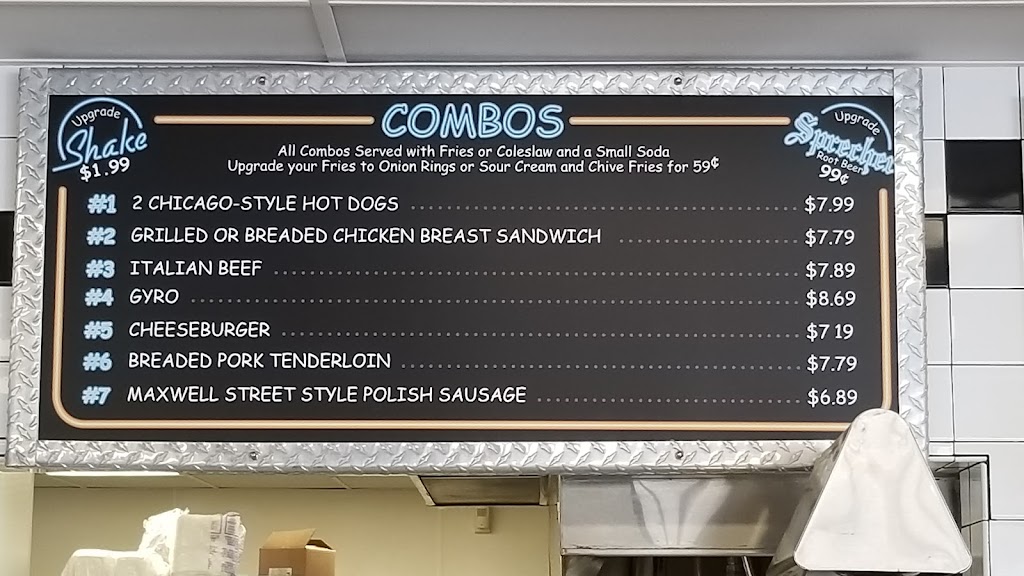 COMBOS
Upgrade
Shake
$1.99
Upgrade
Sprecher
Root Beer
99¢
All Combos Served with Fries or Coleslaw and a Small Soda
Upgrade your Fries to Onion Rings or Sour Cream and Chive Fries for 59¢
#1 2 CHICAGO-STYLE HOT DOGS $7.99
#2 GRILLED OR BREADED CHICKEN BREAST SANDWICH $7.79
#3 ITALIAN BEEF $7.89
#4 GYRO $8.69
#5 CHEESEBURGER $7 19
#6 BREADED PORK TENDERLOIN $7.79
#7 MAXWELL STREET STYLE POLISH SAUSAGE $6.89